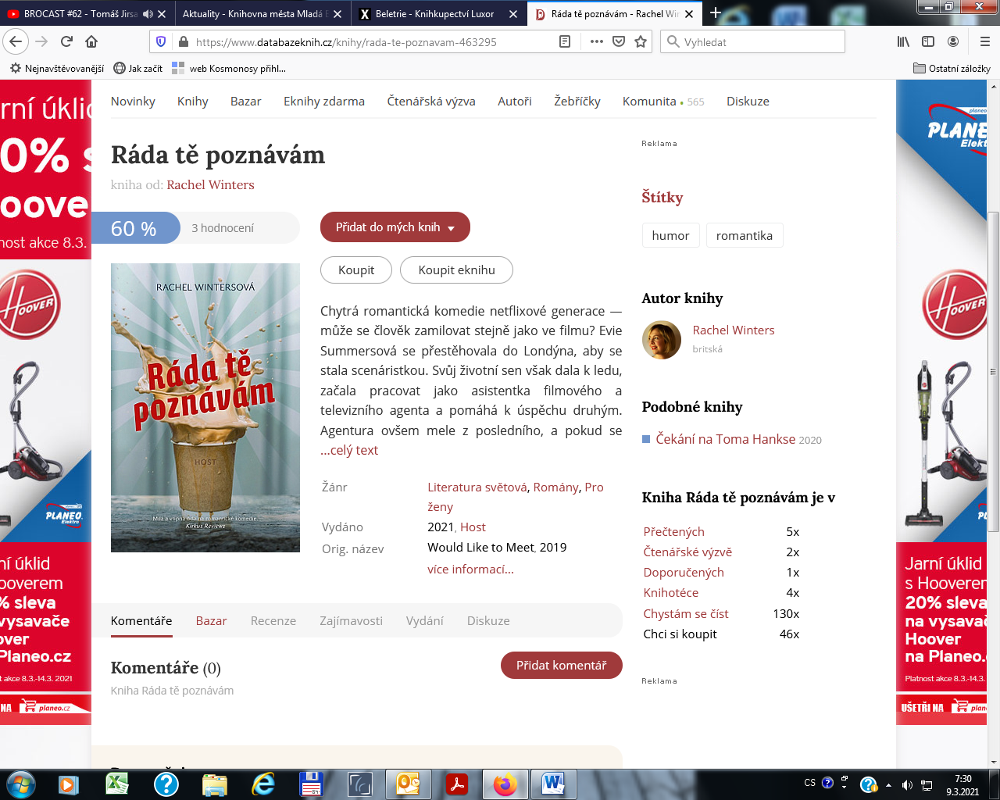 BROCAST #62 - Tomáš Jirsa
Aktuality - Knihovna města Mladá B
Beletrie - Knihkupectví Luxor
Ráda tě poznávám - Rachel Win
https://www.databazeknih.cz/knihy/rada-te-poznavam-463295
Vyhledat
Nejnavštěvovanější
Jak začít
web Kosmonosy přihl...
Ostatní záložky
Novinky
Knihy
Bazar
Eknihy zdarma
Čtenářská výzva
Autoři
Žebříčky
Komunita • 565
Diskuze
Ráda tě poznávám
kniha od: Rachel Winters
60 %
3 hodnocení
Přidat do mých knih
Koupit
Koupit eknihu
RACHEL WINTERSOVÁ
Ráda tě
poznávám
HOST
Milá a vtipná óda na romantické komedie.
Kirkus Reviews
Chytrá romantická komedie netflixové generace —
může se člověk zamilovat stejně jako ve filmu? Evie
Summersová se přestěhovala do Londýna, aby se
stala scenáristkou. Svůj životní sen však dala k ledu,
začala pracovat jako asistentka filmového a
televizního agenta a pomáhá k úspěchu druhým.
Agentura ovšem mele z posledního, a pokud se
...celý text
Žánr
Literatura světová, Romány, Pro
ženy
Vydáno
2021, Host
Orig. název
Would Like to Meet, 2019
více informací...
Komentáře
Bazar
Recenze
Zajímavosti
Vydání
Diskuze
Komentáře (0)
Přidat komentář
Kniha Ráda tě poznávám
Reklama
Štítky
humor
romantika
Autor knihy
Rachel Winters
britská
Podobné knihy
Čekání na Toma Hankse 2020
Kniha Ráda tě poznávám je v
Přečtených 5x
Čtenářské výzvě 2x
Doporučených 1x
Knihotéce 4x
Chystám se číst 130x
Chci si koupit 46x
Reklama
rní úklid
0% s
oove
nost akce 8.3.
HOOVER
PLANEO
Elektro
ní úklid
ooverem
% sleva
vysavače
over
Planeo.cz
t akce 8.3.-14.3. 2021
NA
planeo.cz
planeo
PLANE
Elekt
HOOVER
PL
Jarní úklid
s Hooverem
20% sleva
na vysavač
Hoover
na Planeo.
Platnost akce 8.3.-14.3. 2021
UŠETŘI NA
plan
CS
7:30
9.3.2021